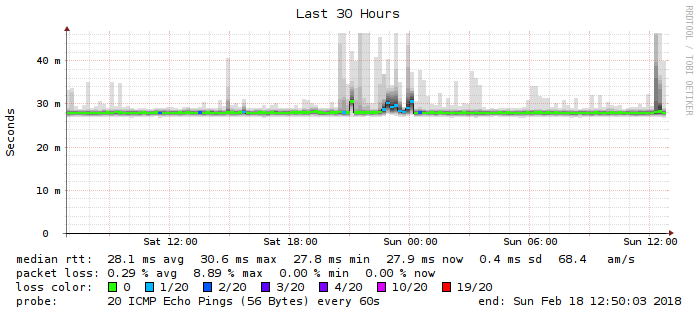 Last 30 Hours
RRDTOOL / TOBI OETIKER
Seconds
40 m
30 m
20 m
10 m
0
Sat 12:00 Sat 18:00 Sun 00:00 Sun 06:00 Sun 12:00
median rtt: 28.1 ms avg 30.6 ms max 27.8 ms min 27.9 ms now 0.4 ms sd 68.4 am/s
packet loss: 0.29 % avg 8.89 % max 0.00 % min 0.00 % now
loss color: 0 1/20 2/20 3/20 4/20 10/20 19/20
probe: 20 ICMP Echo Pings (56 Bytes) every 60s end: Sun Feb 18 12:50:03 2018